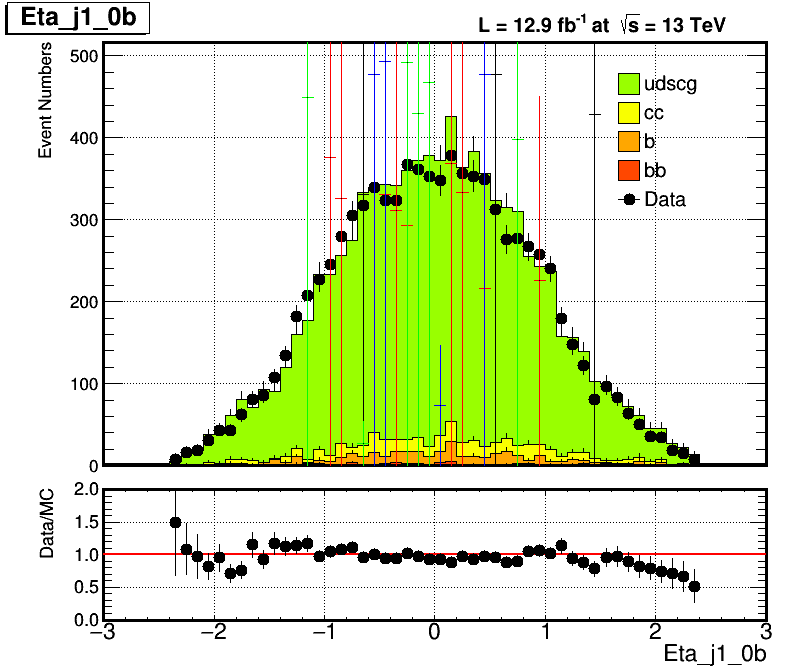 Eta_j1_0b
L = 12.9 fb-1 at √s = 13 TeV
Event Numbers
500
400
300
200
100
0
udscg
cc
b
bb
Data
Data/MC
2.0
1.5
1.0
0.5
0.0
−3
−2
−1
0
1
2
3
Eta_j1_0b